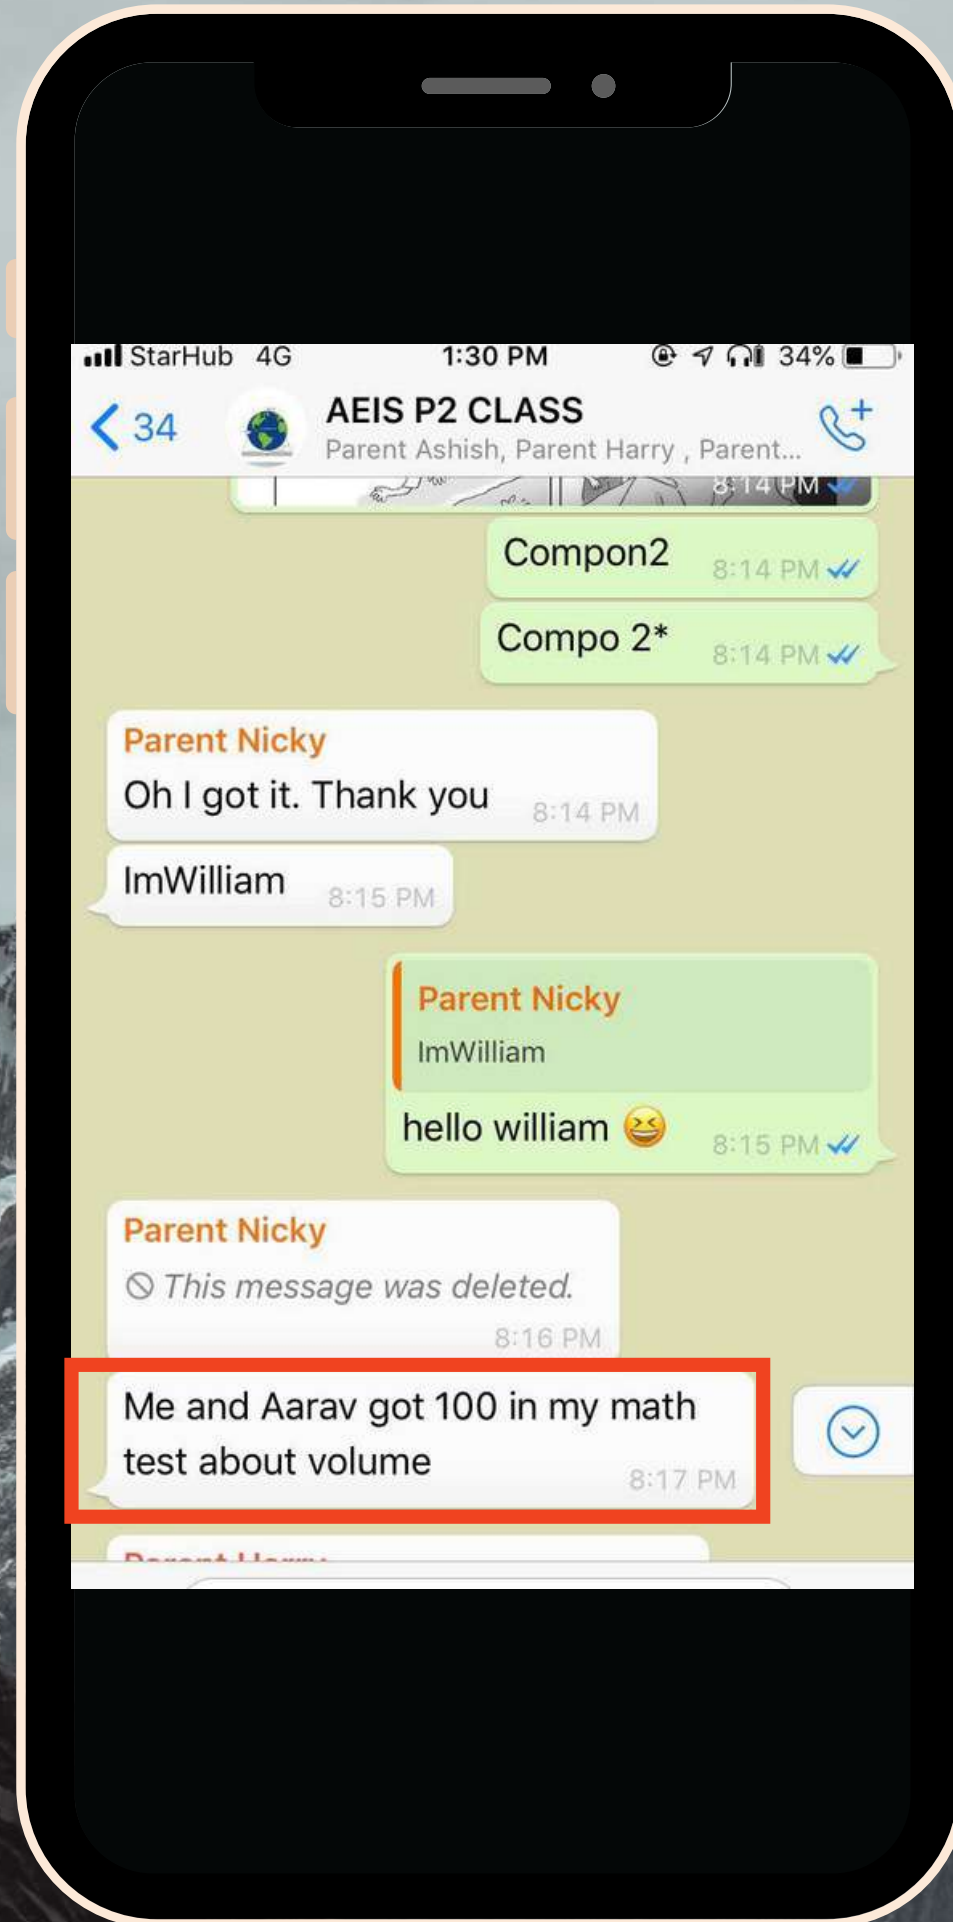 StarHub 4G 1:30 PM 34%
34
AEIS P2 CLASS
Parent Ashish, Parent Harry , Parent...
8:14 PM
Compon2 8:14 PM
Compo 2* 8:14 PM
Parent Nicky
Oh I got it. Thank you 8:14 PM
ImWilliam 8:15 PM
Parent Nicky
ImWilliam
hello william 😆 8:15 PM
Parent Nicky
This message was deleted.
8:16 PM
Me and Aarav got 100 in my math
test about volume 8:17 PM
Parent Harry